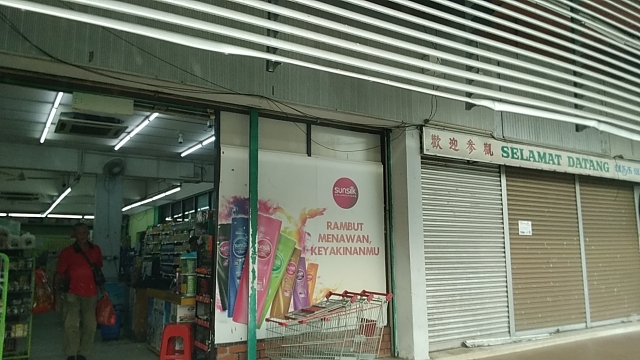 歡迎參觀 SELAMAT DATANG
sunsilk
RAMBUT
MENAWAN,
KEYAKINANMU